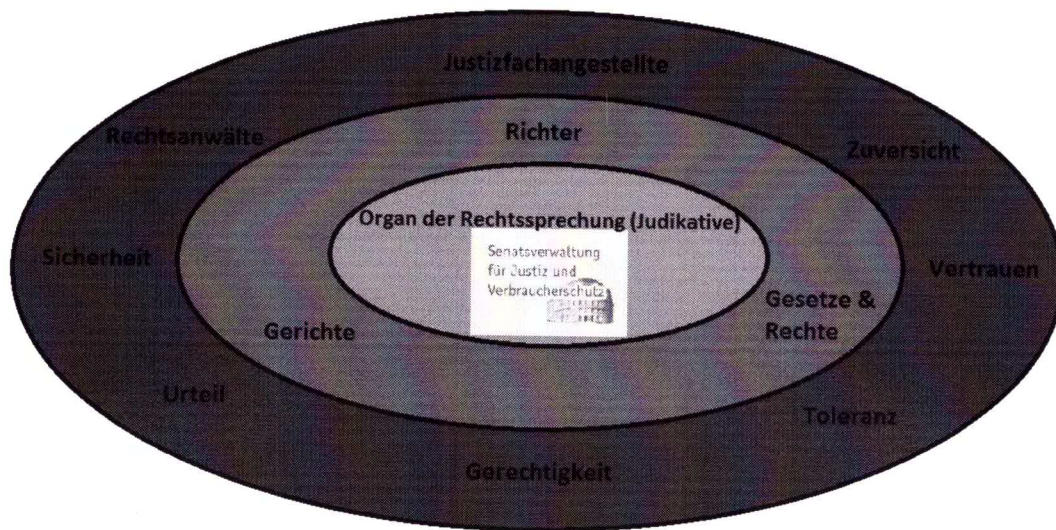 Justizfachangestellte
Rechtsanwälte
Richter
Zuversicht
Organ der Rechtssprechung (Judikative)
Sicherheit
Senatsverwaltung
für Justiz und
Verbraucherschutz
Vertrauen
Gesetze &
Rechte
Gerichte
Urteil
Toleranz
Gerechtigkeit